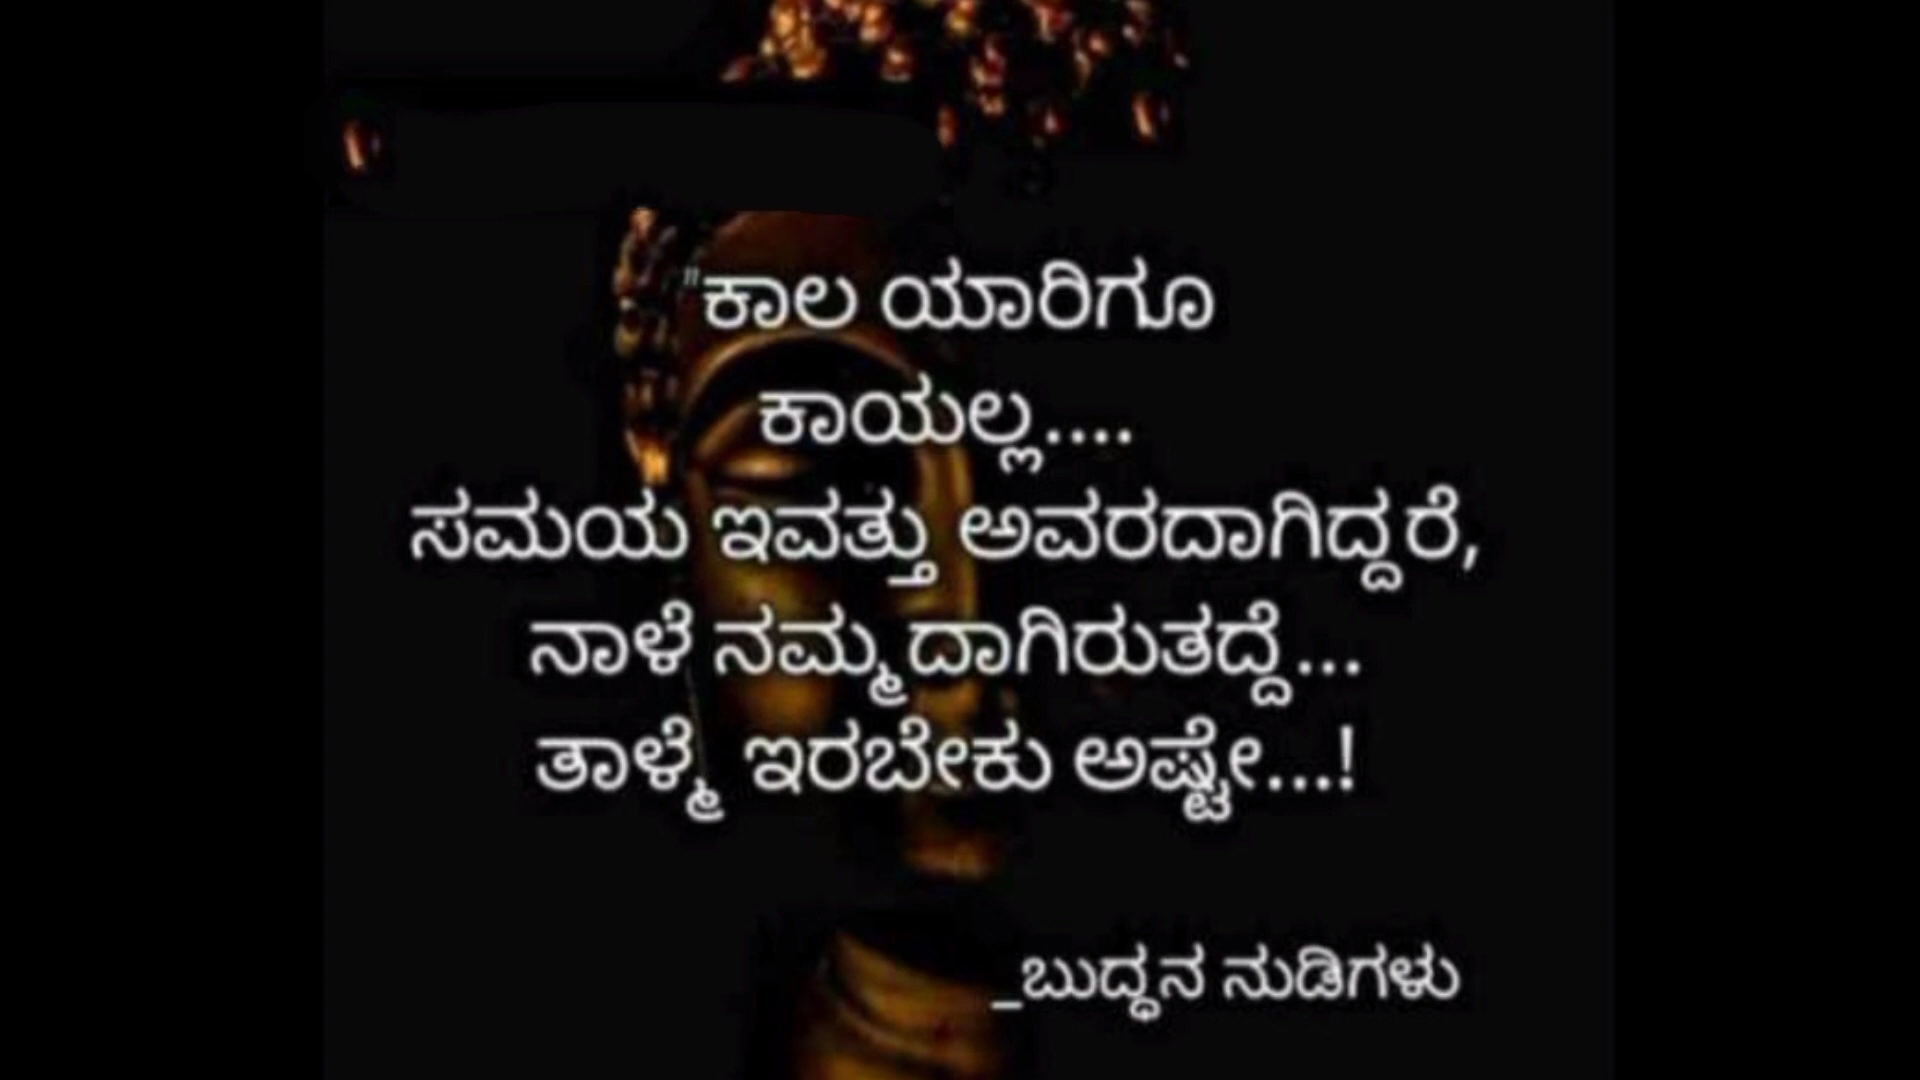 "ಕಾಲ ಯಾರಿಗೂ
ಕಾಯಲ್ಲ....
ಸಮಯ ಇವತ್ತು ಅವರದಾಗಿದ್ದರೆ,
ನಾಳೆ ನಮ್ಮದಾಗಿರುತದ್ದೆ...
ತಾಳ್ಮೆ ಇರಬೇಕು ಅಷ್ಟೇ...!
_ಬುದ್ಧನ ನುಡಿಗಳು